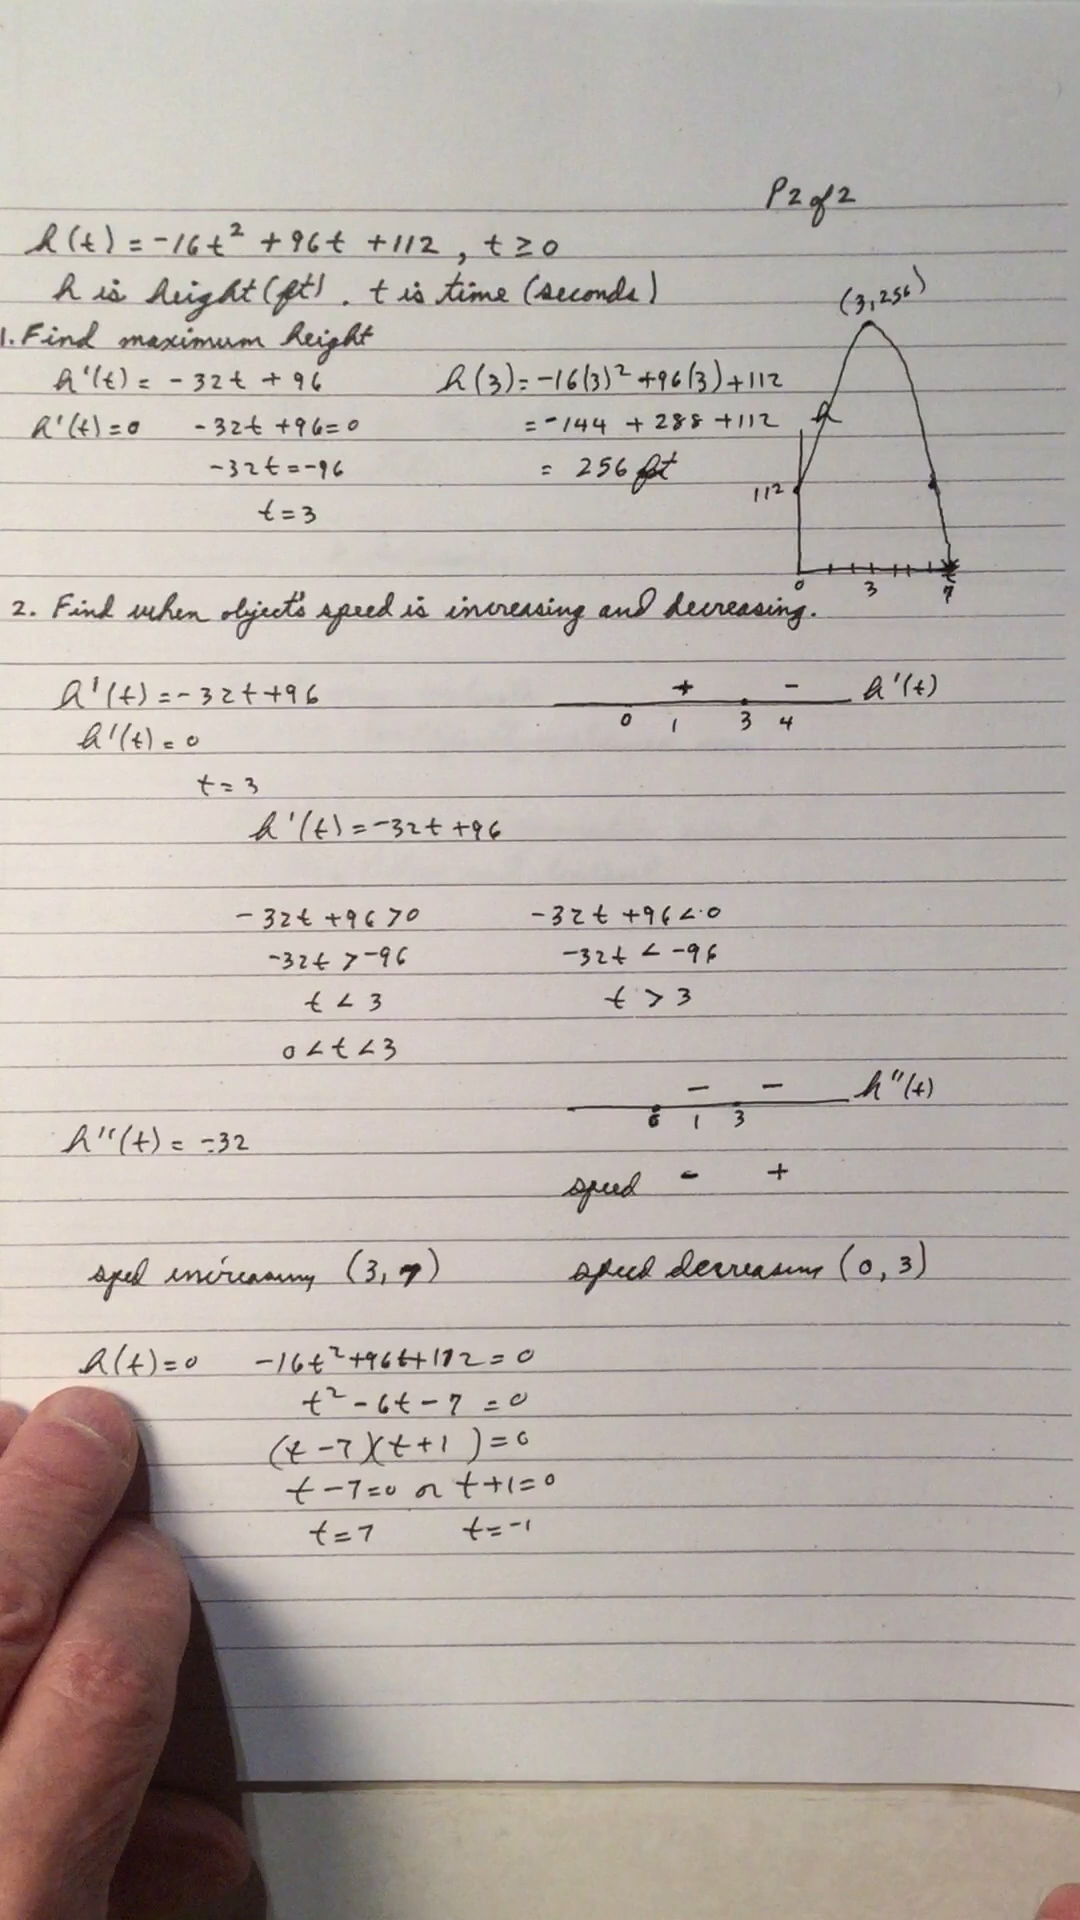 P2 of 2
h(t) = -16t² + 96t + 112, t ≥ 0
h is height (ft). t is time (seconds)
(3, 256)
1. Find maximum height
h'(t) = -32t + 96
h(3) = -16(3)² + 96(3) + 112
h'(t) = 0 -32t + 96 = 0
= -144 + 288 + 112
h
-32t = -96
= 256 ft
112
t = 3
0 3 7
t
2. Find when object's speed is increasing and decreasing.
h'(t) = -32t + 96
+ - h'(t)
0 1 3 4
h'(t) = 0
t = 3
h'(t) = -32t + 96
-32t + 96 > 0 -32t + 96 < 0
-32t > -96 -32t < -96
t < 3 t > 3
0 < t < 3
- - h''(t)
0 1 3
h''(t) = -32
speed - +
sped increasing (3, 7) speed decreasing (0, 3)
h(t) = 0 -16t² + 96t + 112 = 0
t² - 6t - 7 = 0
(t - 7)(t + 1) = 0
t - 7 = 0 or t + 1 = 0
t = 7 t = -1